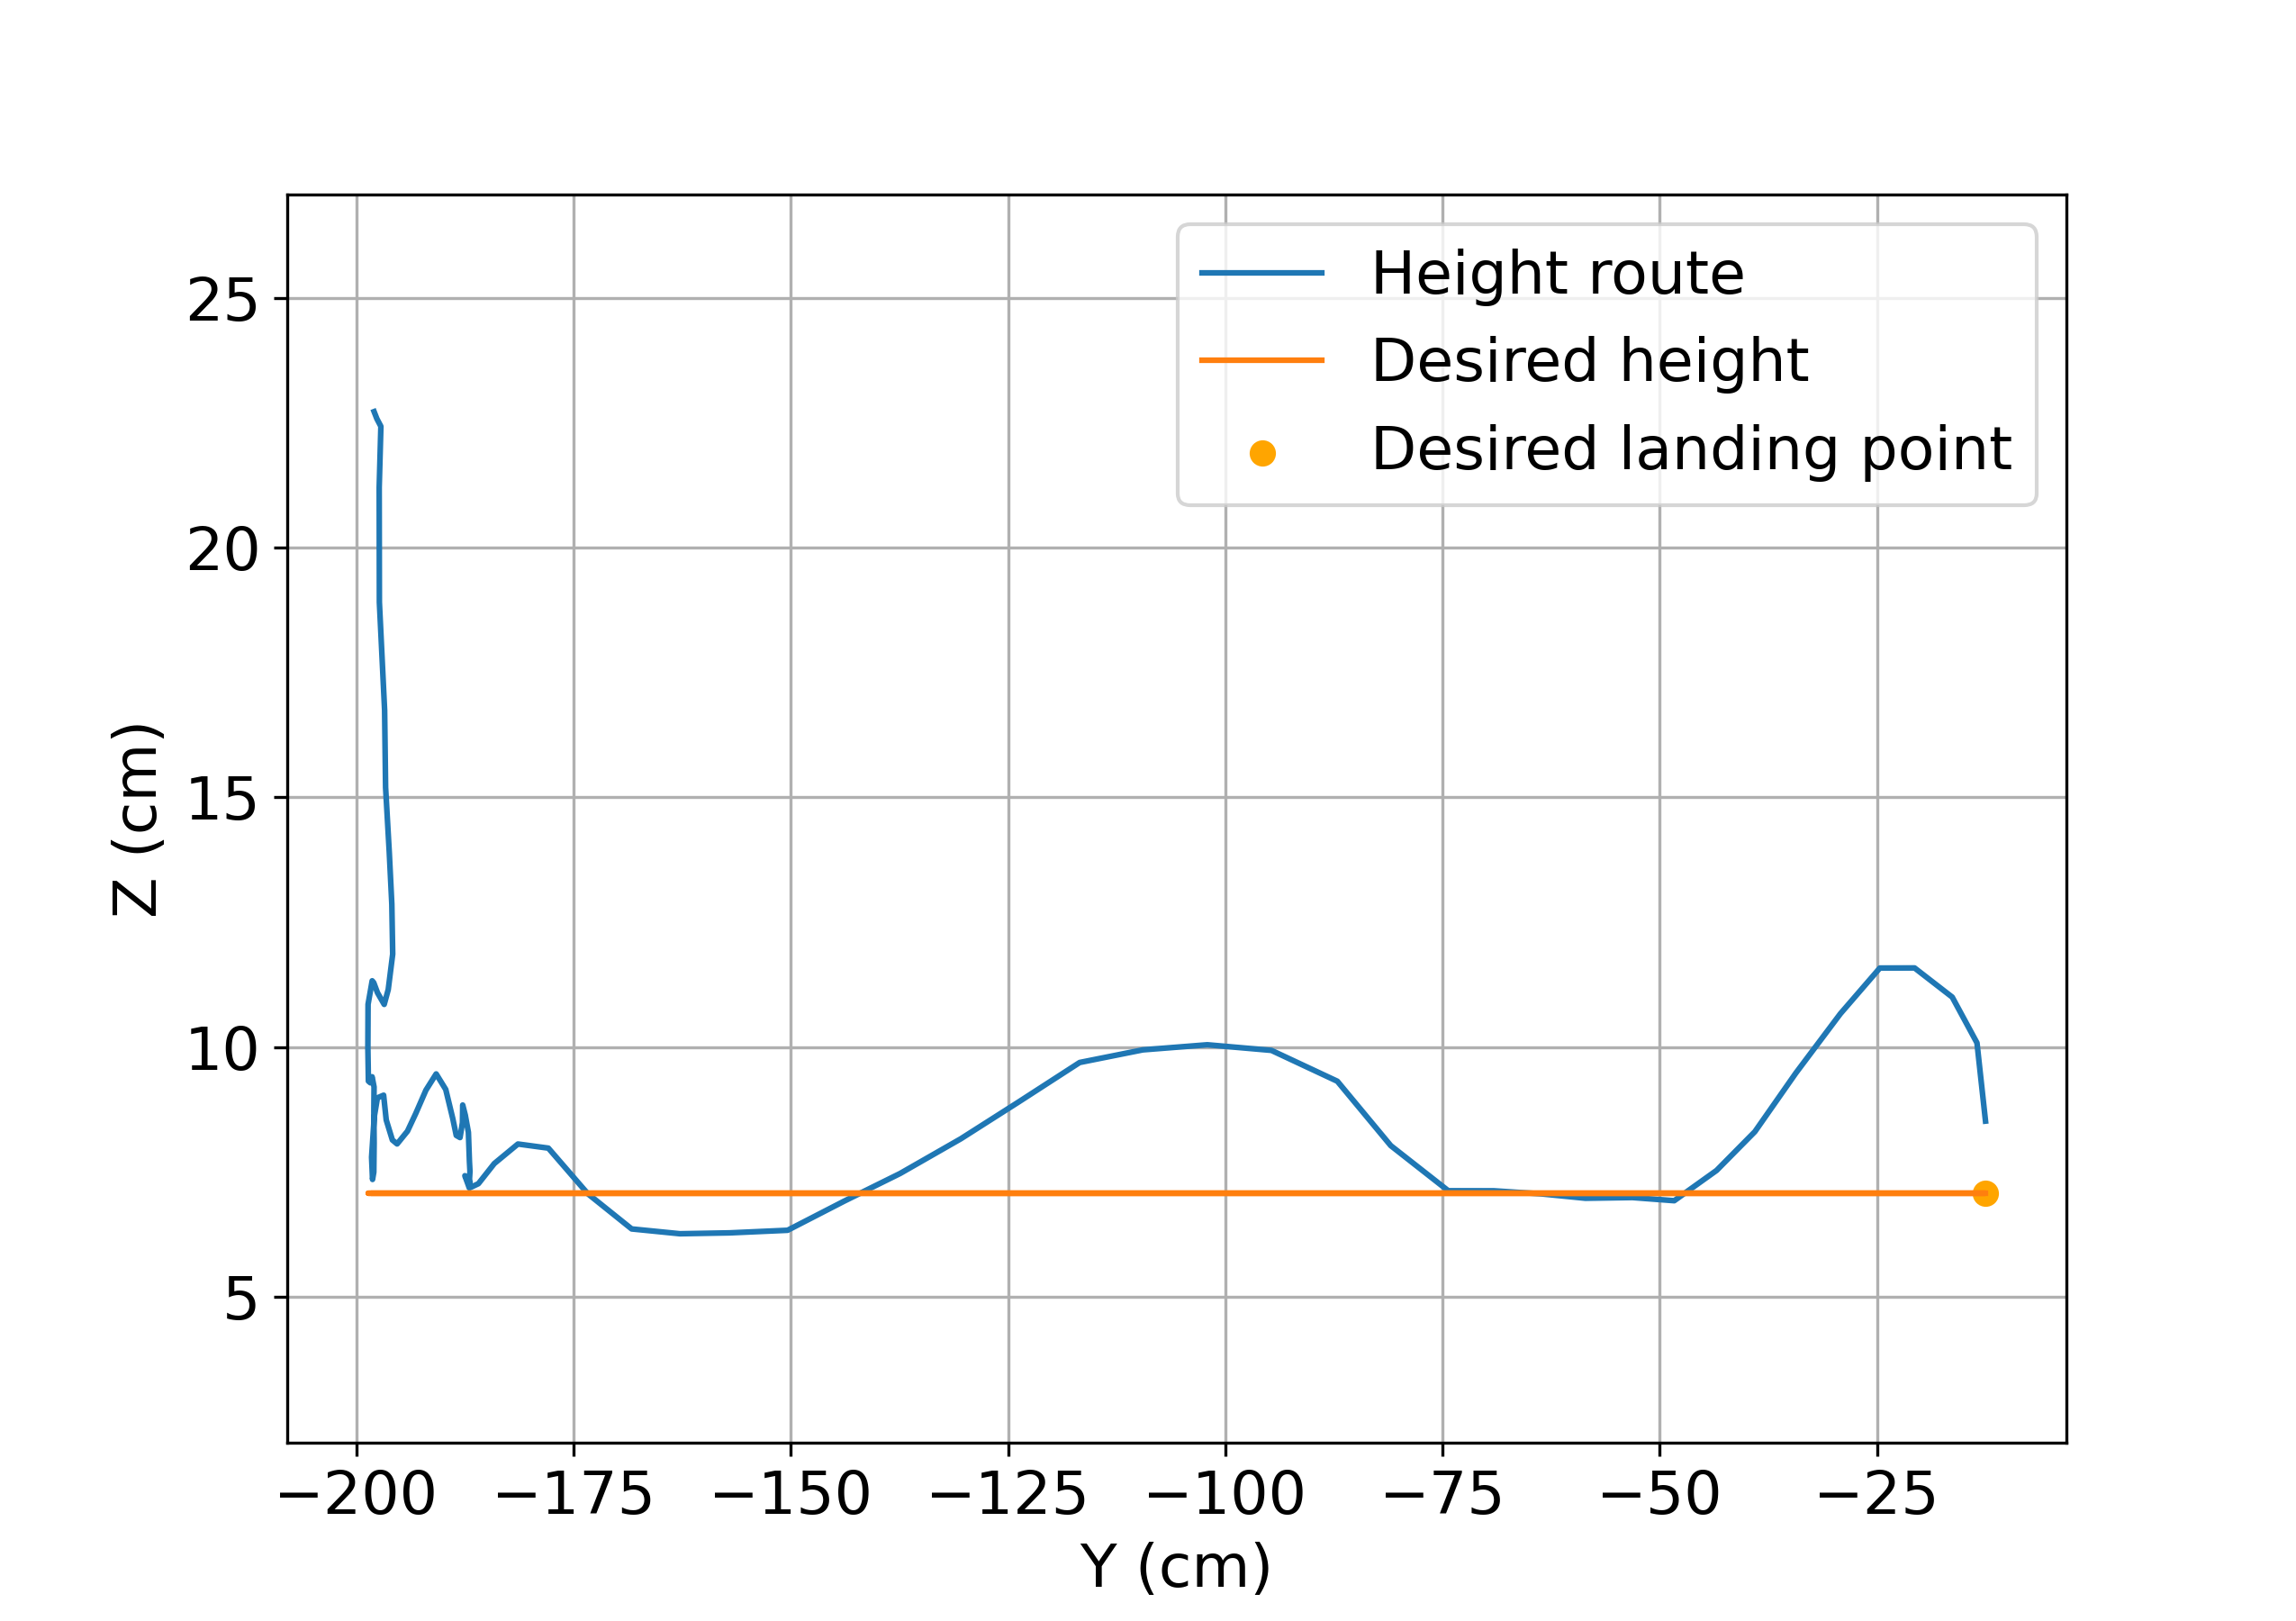 Height route
Desired height
Desired landing point
25
20
15
10
5
Z (cm)
−200 −175 −150 −125 −100 −75 −50 −25
Y (cm)